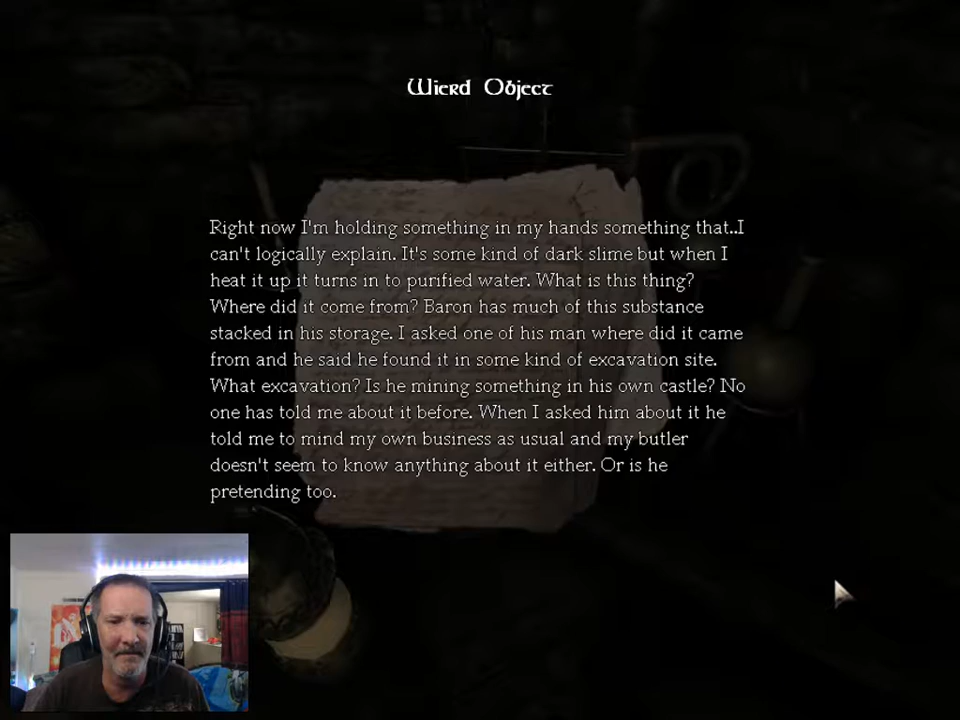 Wierd Object
Right now I'm holding something in my hands something that..I
can't logically explain. It's some kind of dark slime but when I
heat it up it turns in to purified water. What is this thing?
Where did it come from? Baron has much of this substance
stacked in his storage. I asked one of his man where did it came
from and he said he found it in some kind of excavation site.
What excavation? Is he mining something in his own castle? No
one has told me about it before. When I asked him about it he
told me to mind my own business as usual and my butler
doesn't seem to know anything about it either. Or is he
pretending too.